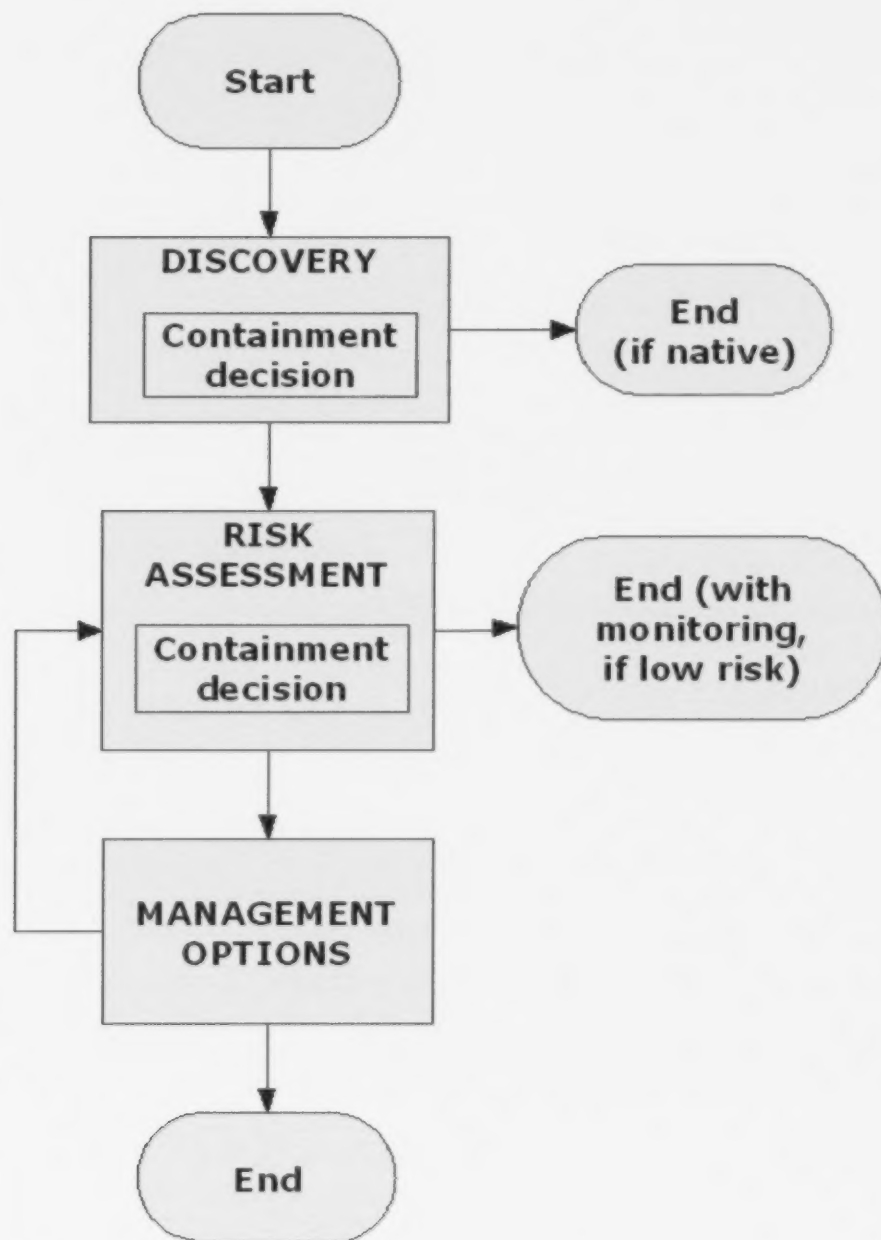 Start
DISCOVERY
Containment
decision
End
(if native)
RISK
ASSESSMENT
Containment
decision
End (with
monitoring,
if low risk)
MANAGEMENT
OPTIONS
End